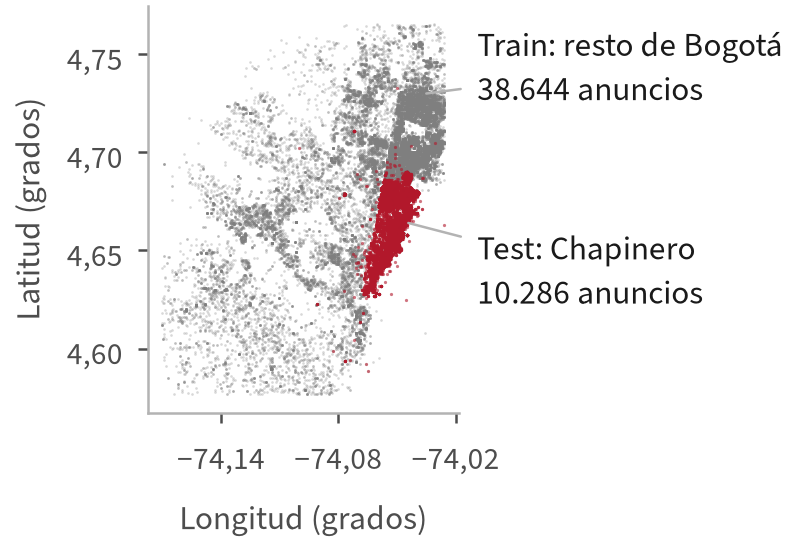 Train: resto de Bogotá
38.644 anuncios
Test: Chapinero
10.286 anuncios
Latitud (grados)
4,75
4,70
4,65
4,60
−74,14
−74,08
−74,02
Longitud (grados)